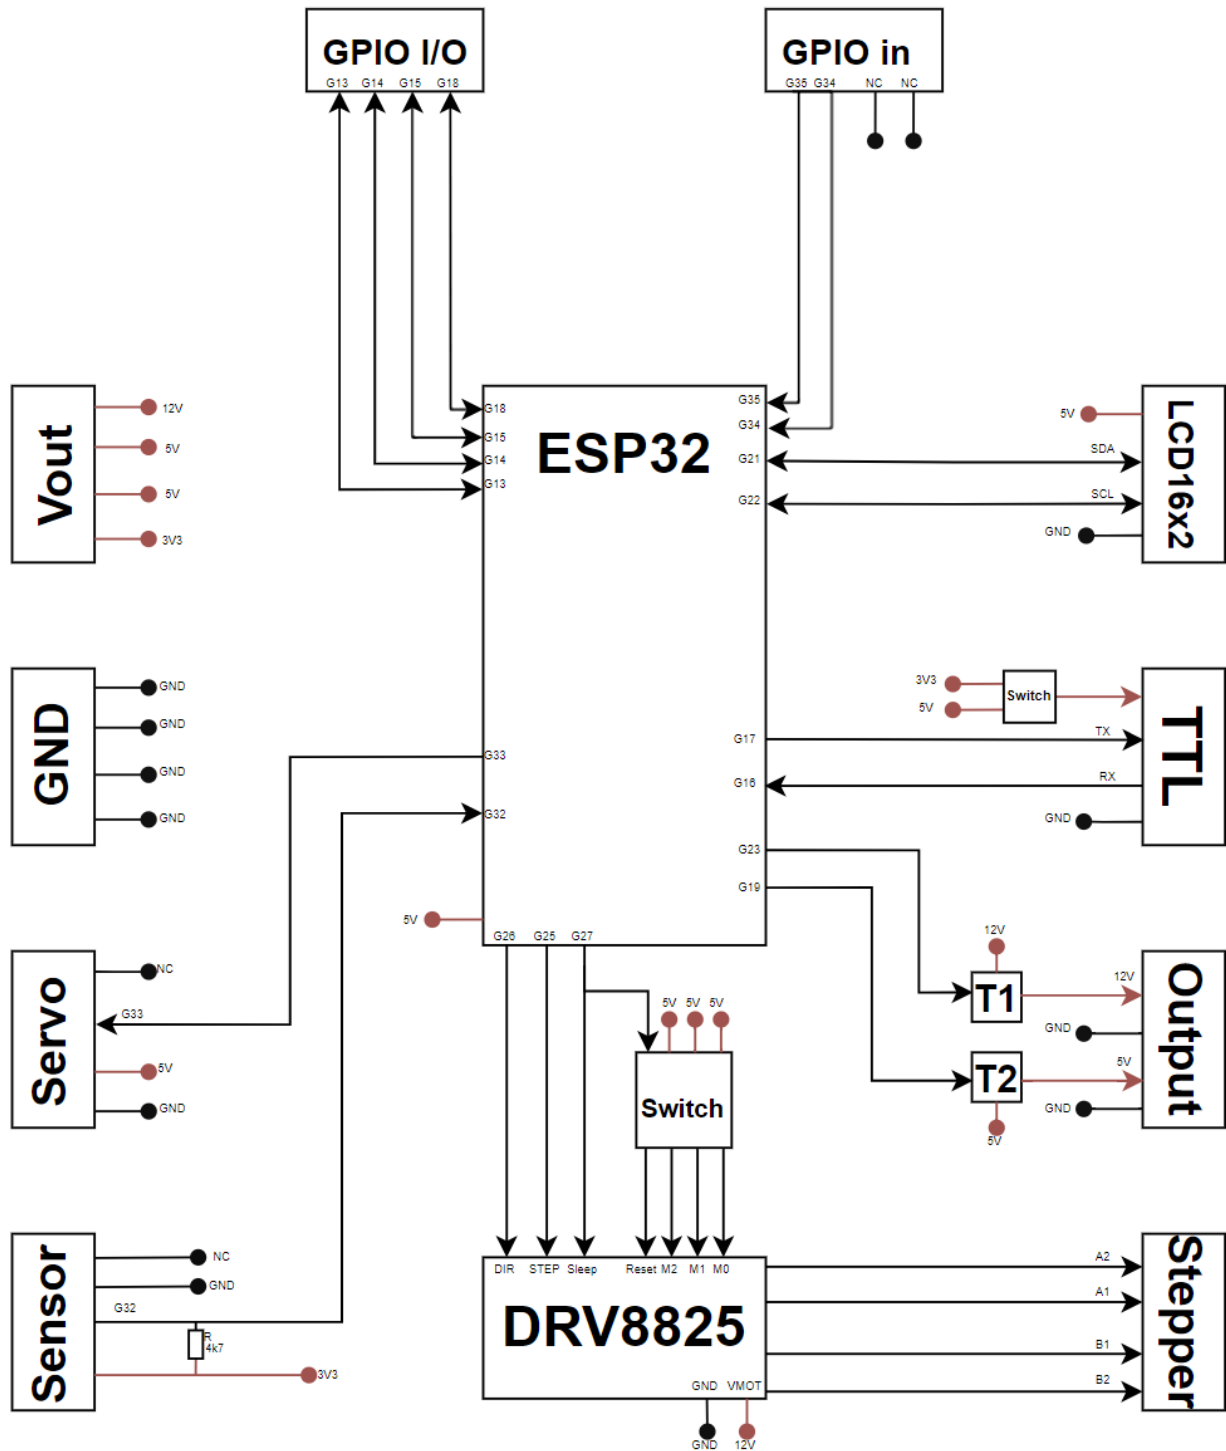 GPIO I/O
G13 G14 G15 G18
GPIO in
G35 G34 NC NC
Vout
12V
5V
5V
3V3
ESP32
G18
G15
G14
G13
G35
G34
G21
G22
5V
SDA
SCL
GND
LCD16x2
GND
GND
GND
GND
GND
G33
G32
5V
G26 G25 G27
G17
G16
G23
G19
3V3
5V
Switch
TX
RX
GND
TTL
Servo
NC
G33
5V
GND
5V 5V 5V
Switch
12V
T1
12V
GND
T2
5V
5V
GND
Output
Sensor
NC
GND
G32
R
4k7
3V3
DIR STEP Sleep Reset M2 M1 M0
DRV8825
GND VMOT
GND 12V
A2
A1
B1
B2
Stepper